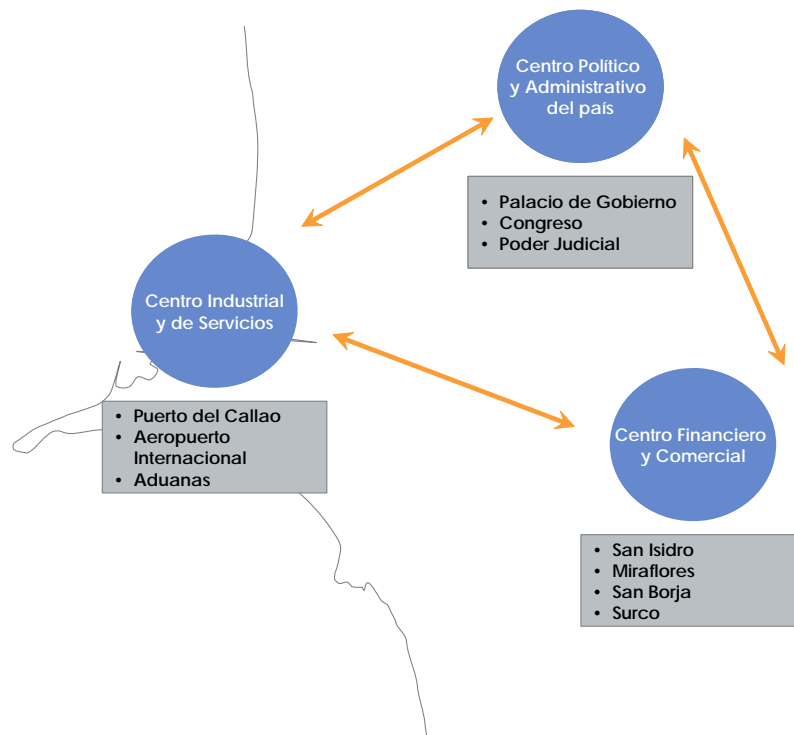 Centro Político
y Administrativo
del país
• Palacio de Gobierno
• Congreso
• Poder Judicial
Centro Industrial
y de Servicios
• Puerto del Callao
• Aeropuerto
Internacional
• Aduanas
Centro Financiero
y Comercial
• San Isidro
• Miraflores
• San Borja
• Surco